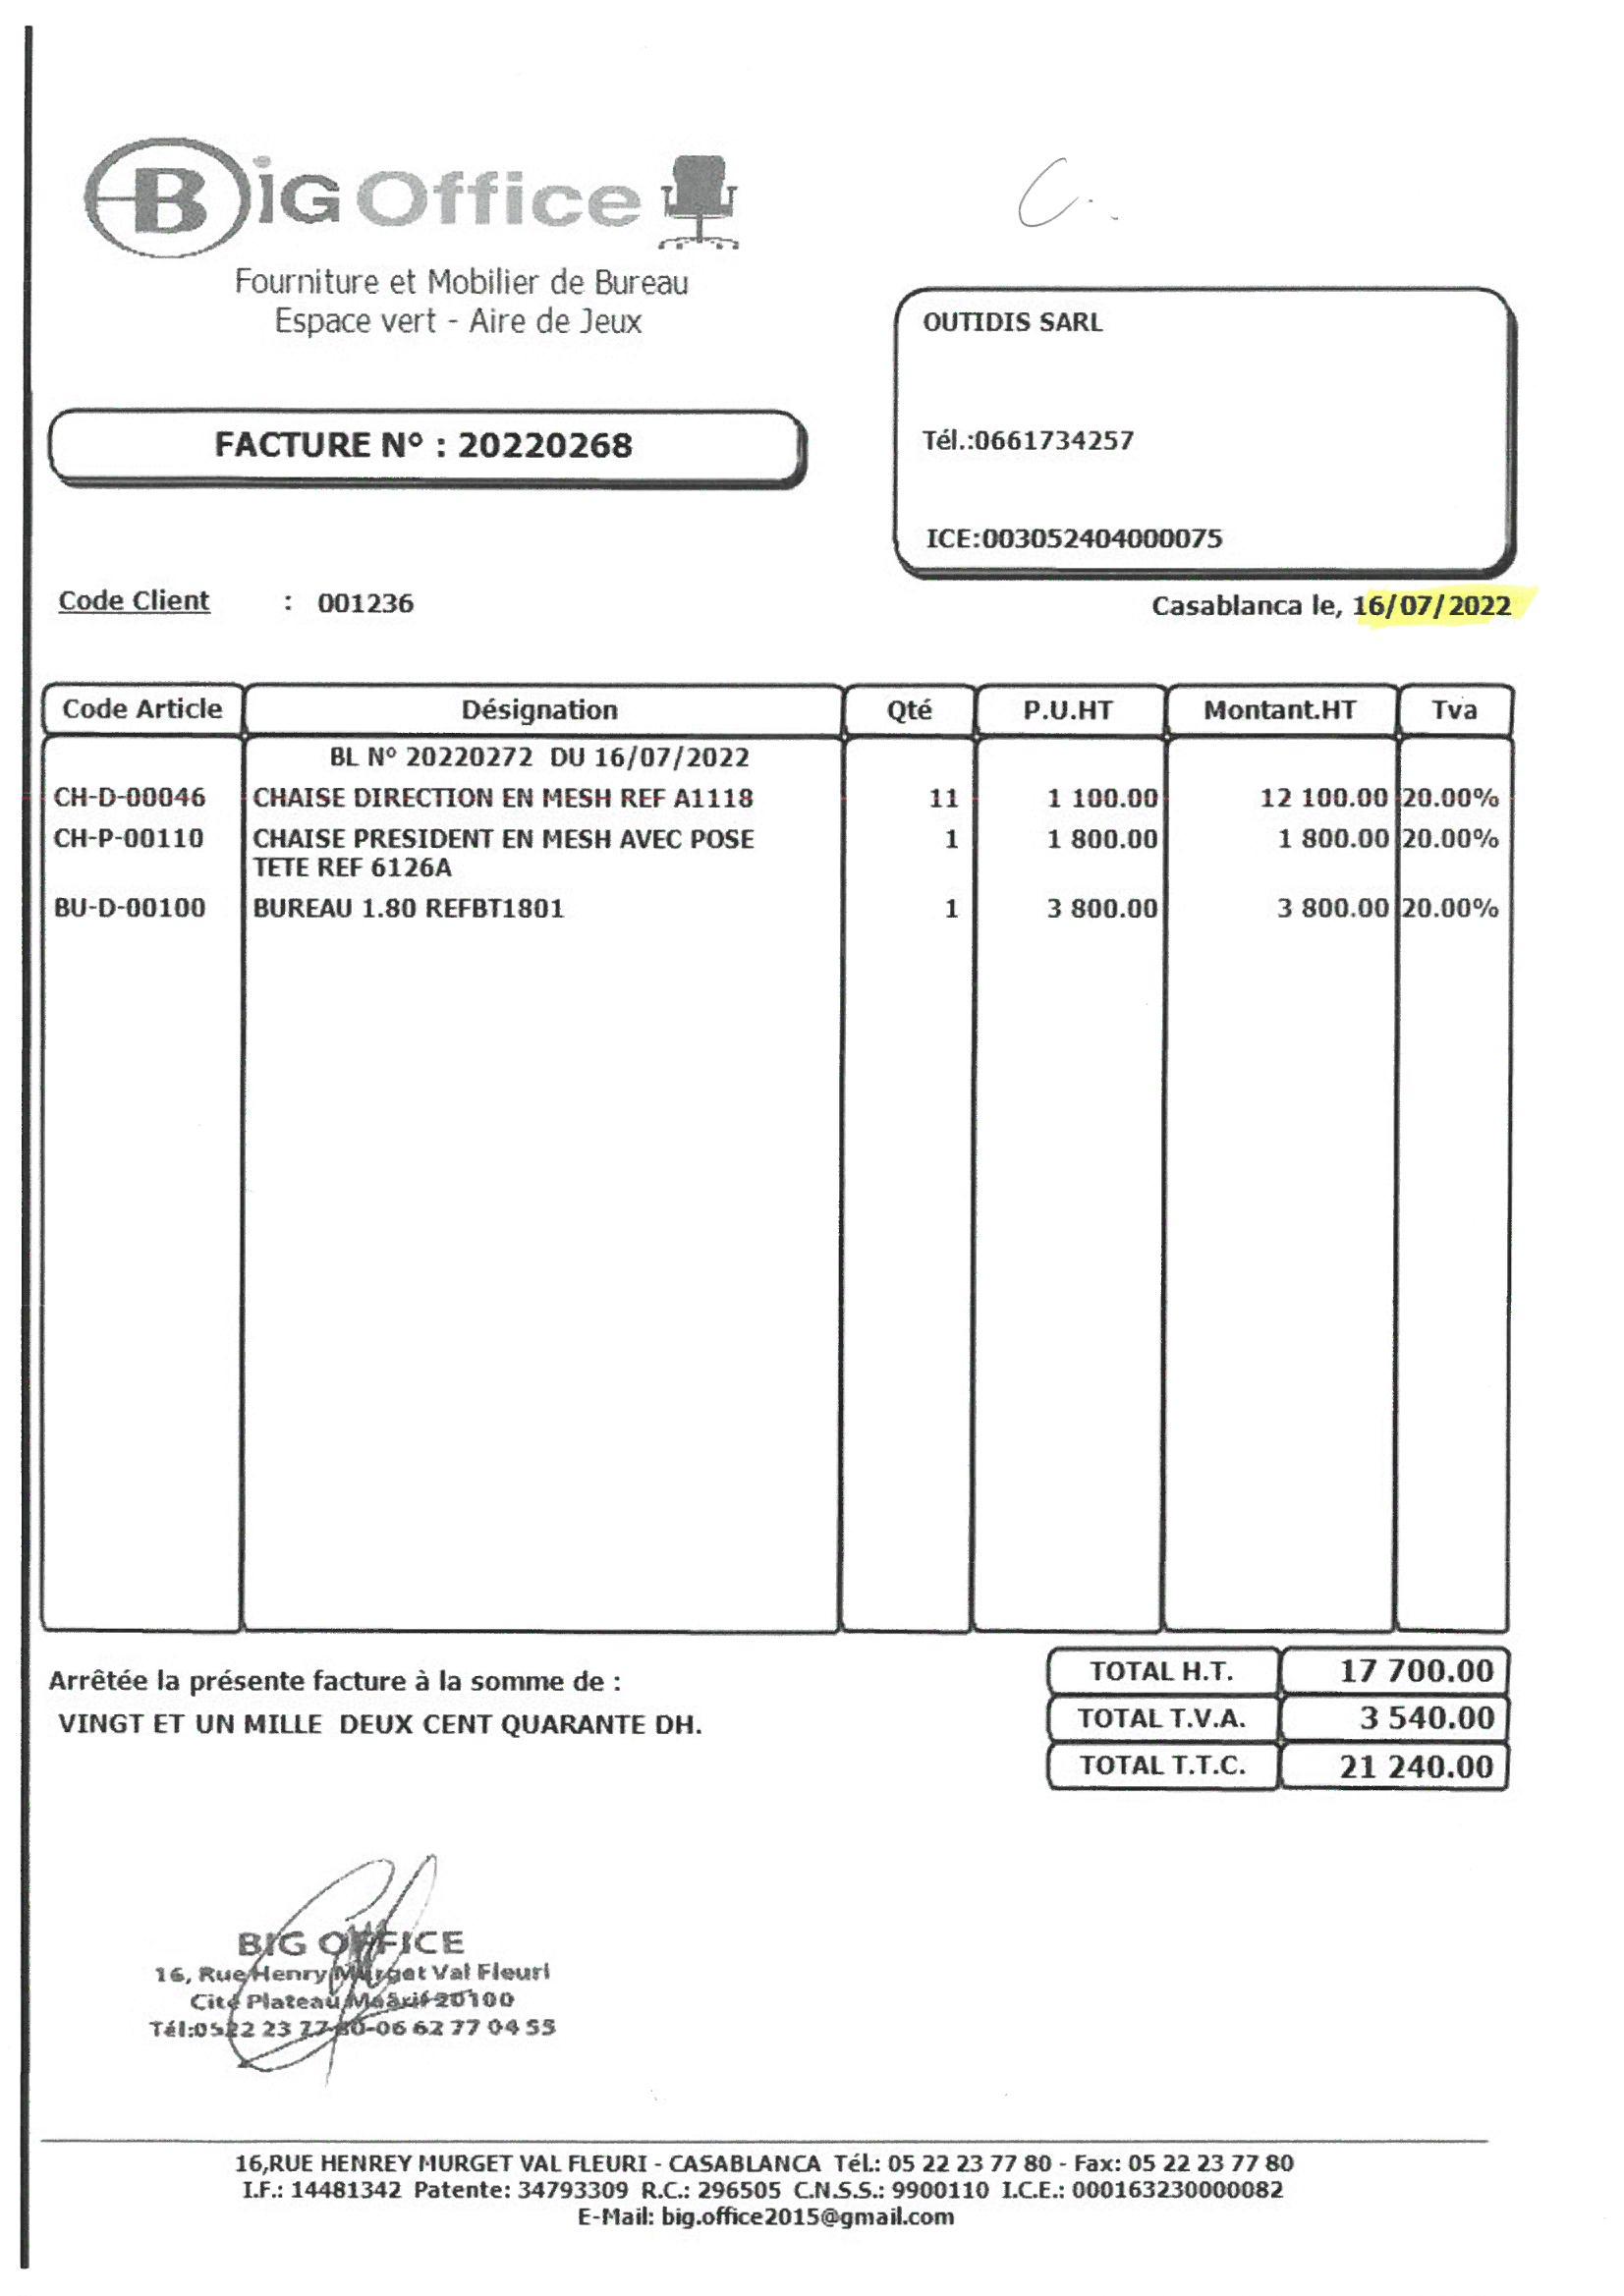 BiG Office
Fourniture et Mobilier de Bureau
Espace vert - Aire de Jeux
OUTIDIS SARL
Tél.:0661734257
ICE:003052404000075
FACTURE N° : 20220268
Code Client : 001236
Casablanca le, 16/07/2022
Code Article Désignation Qté P.U.HT Montant.HT Tva
BL N° 20220272 DU 16/07/2022
CH-D-00046 CHAISE DIRECTION EN MESH REF A1118 11 1 100.00 12 100.00 20.00%
CH-P-00110 CHAISE PRESIDENT EN MESH AVEC POSE 1 1 800.00 1 800.00 20.00%
TETE REF 6126A
BU-D-00100 BUREAU 1.80 REFBT1801 1 3 800.00 3 800.00 20.00%
Arrêtée la présente facture à la somme de :
VINGT ET UN MILLE DEUX CENT QUARANTE DH.
TOTAL H.T. 17 700.00
TOTAL T.V.A. 3 540.00
TOTAL T.T.C. 21 240.00
BIG OFFICE
16, Rue Henry Murget Val Fleuri
Cité Plateau Maârif 20100
Tél:0522 23 77 80-06 62 77 04 55
16,RUE HENREY MURGET VAL FLEURI - CASABLANCA Tél.: 05 22 23 77 80 - Fax: 05 22 23 77 80
I.F.: 14481342 Patente: 34793309 R.C.: 296505 C.N.S.S.: 9900110 I.C.E.: 000163230000082
E-Mail: big.office2015@gmail.com